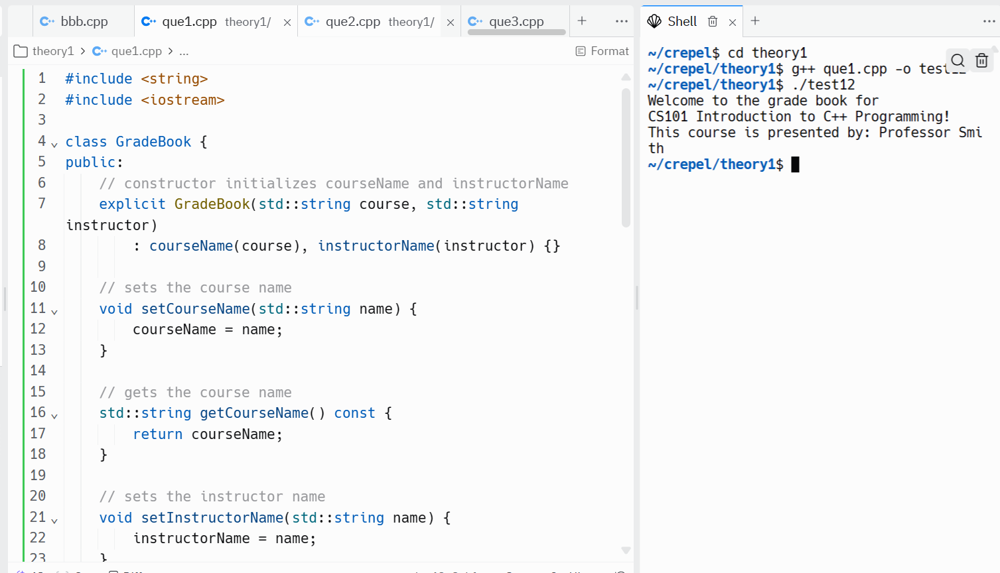 bbb.cpp
que1.cpp theory1/
que2.cpp theory1/
que3.cpp
theory1 > que1.cpp > ...
Format
1 #include <string>
2 #include <iostream>
3
4 class GradeBook {
5 public:
6 // constructor initializes courseName and instructorName
7 explicit GradeBook(std::string course, std::string
instructor)
8 : courseName(course), instructorName(instructor) {}
9
10 // sets the course name
11 void setCourseName(std::string name) {
12 courseName = name;
13 }
14
15 // gets the course name
16 std::string getCourseName() const {
17 return courseName;
18 }
19
20 // sets the instructor name
21 void setInstructorName(std::string name) {
22 instructorName = name;
23 }
Shell
~/crepel$ cd theory1
~/crepel/theory1$ g++ que1.cpp -o test12
~/crepel/theory1$ ./test12
Welcome to the grade book for
CS101 Introduction to C++ Programming!
This course is presented by: Professor Smi
th
~/crepel/theory1$